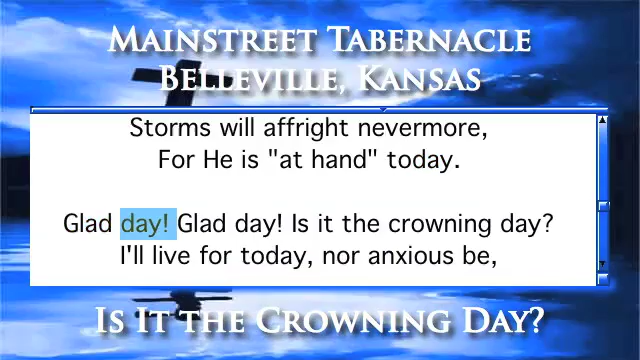 Mainstreet Tabernacle
Belleville, Kansas
Storms will affright nevermore,
For He is "at hand" today.
Glad day! Glad day! Is it the crowning day?
I'll live for today, nor anxious be,
Is It the Crowning Day?